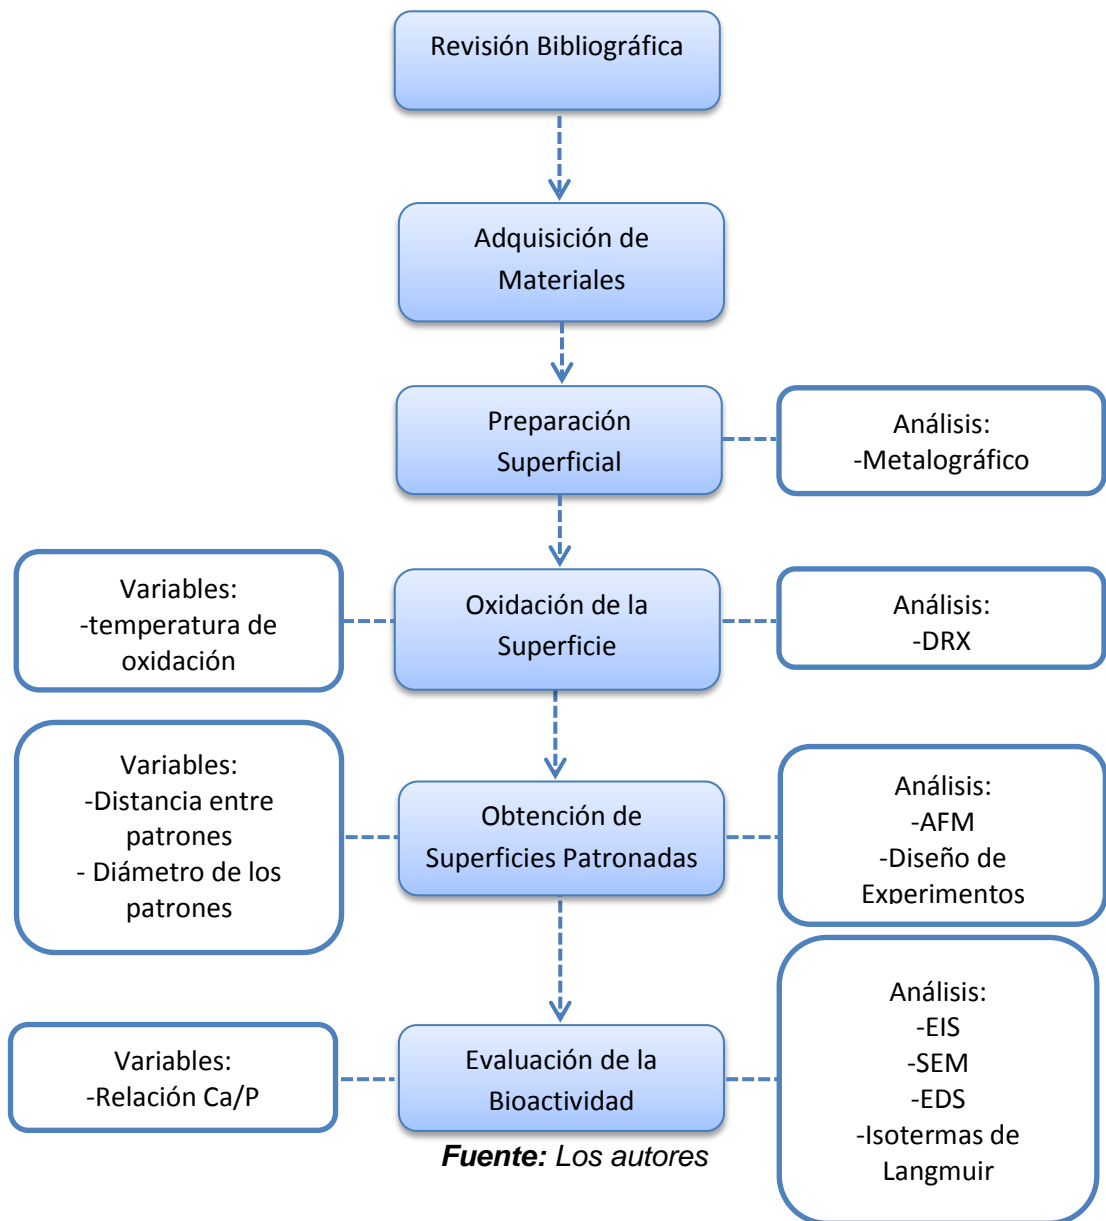 Revisión Bibliográfica
Adquisición de
Materiales
Preparación
Superficial
Análisis:
-Metalográfico
Variables:
-temperatura de
oxidación
Oxidación de la
Superficie
Análisis:
-DRX
Variables:
-Distancia entre
patrones
- Diámetro de los
patrones
Obtención de
Superficies Patronadas
Análisis:
-AFM
-Diseño de
Experimentos
Variables:
-Relación Ca/P
Evaluación de la
Bioactividad
Análisis:
-EIS
-SEM
-EDS
-Isotermas de
Langmuir
Fuente: Los autores